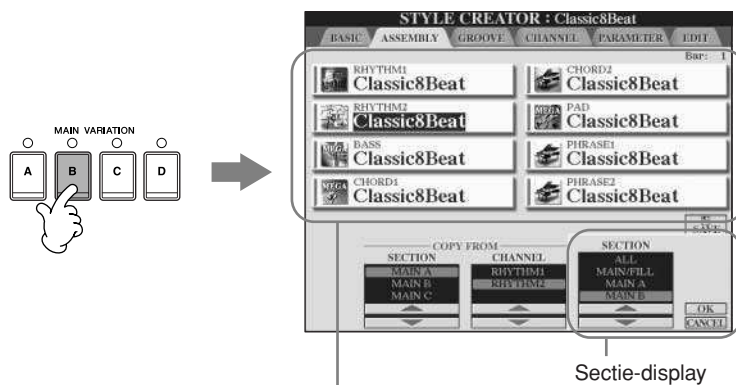 MAIN VARIATION
A B C D
STYLE CREATOR : Classic8Beat
BASIC ASSEMBLY GROOVE CHANNEL PARAMETER EDIT
Bar: 1
RHYTHM1
Classic8Beat
CHORD2
Classic8Beat
RHYTHM2
Classic8Beat
PAD
Classic8Beat
BASS
Classic8Beat
PHRASE1
Classic8Beat
CHORD1
Classic8Beat
PHRASE2
Classic8Beat
SAVE
COPY FROM
SECTION
CHANNEL
SECTION
MAIN A
MAIN B
MAIN C
RHYTHM1
RHYTHM2
ALL
MAIN/FILL
MAIN A
MAIN B
OK
CANCEL
Sectie-display